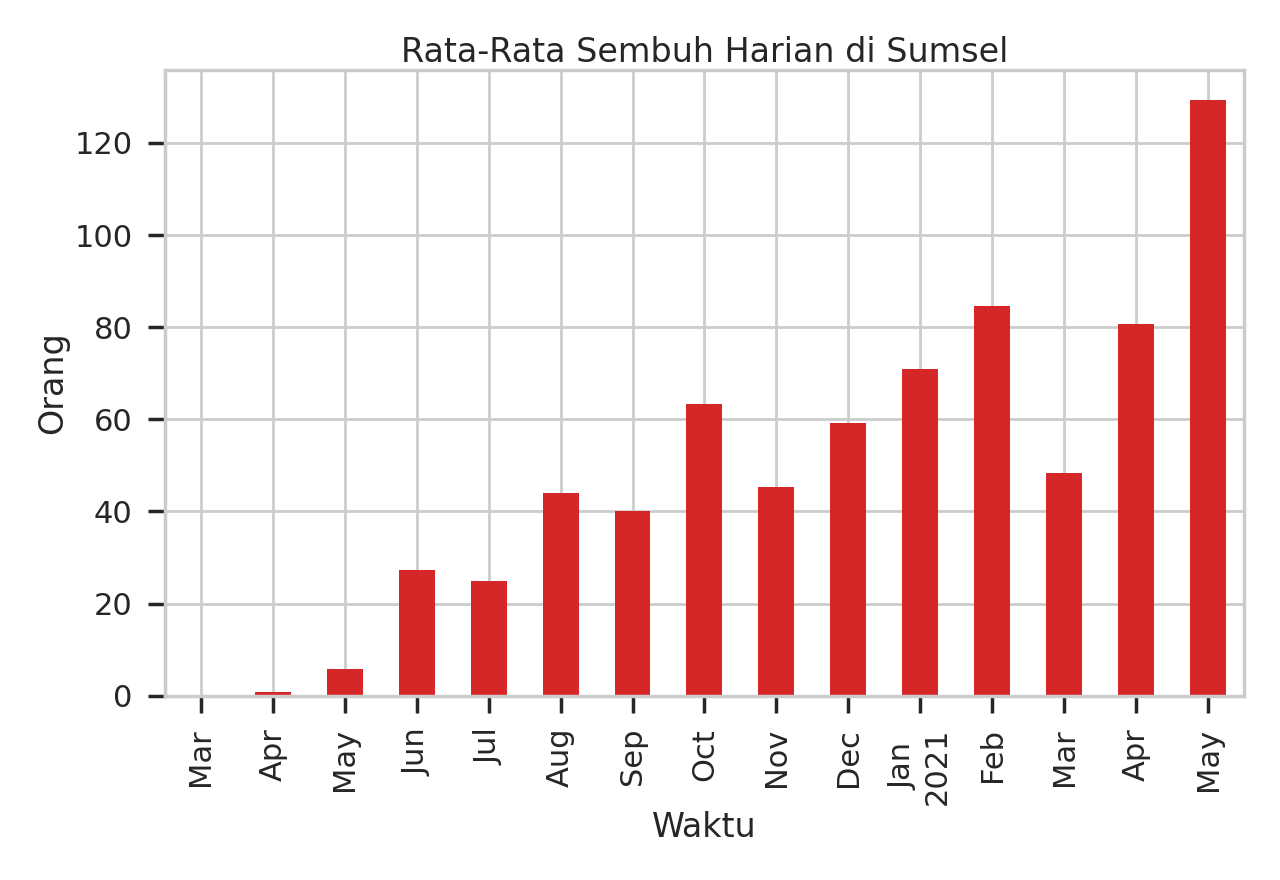 Rata-Rata Sembuh Harian di Sumsel
Orang
120
100
80
60
40
20
0
Mar
Apr
May
Jun
Jul
Aug
Sep
Oct
Nov
Dec
Jan
2021
Feb
Mar
Apr
May
Waktu